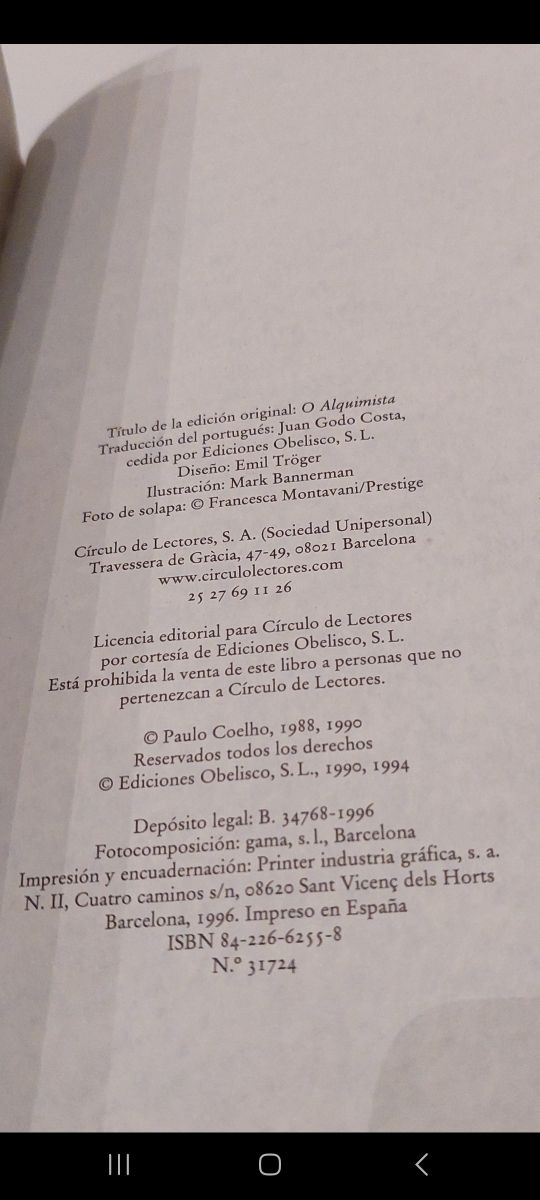 Título de la edición original: O Alquimista
Traducción del portugués: Juan Godo Costa,
cedida por Ediciones Obelisco, S. L.
Diseño: Emil Tröger
Ilustración: Mark Bannerman
Foto de solapa: © Francesca Montavani/Prestige
Círculo de Lectores, S. A. (Sociedad Unipersonal)
Travessera de Gràcia, 47-49, 08021 Barcelona
www.circulolectores.com
25 27 69 11 26
Licencia editorial para Círculo de Lectores
por cortesía de Ediciones Obelisco, S. L.
Está prohibida la venta de este libro a personas que no
pertenezcan a Círculo de Lectores.
© Paulo Coelho, 1988, 1990
Reservados todos los derechos
© Ediciones Obelisco, S. L., 1990, 1994
Depósito legal: B. 34768-1996
Fotocomposición: gama, s. l., Barcelona
Impresión y encuadernación: Printer industria gráfica, s. a.
N. II, Cuatro caminos s/n, 08620 Sant Vicenç dels Horts
Barcelona, 1996. Impreso en España
ISBN 84-226-6255-8
N.º 31724